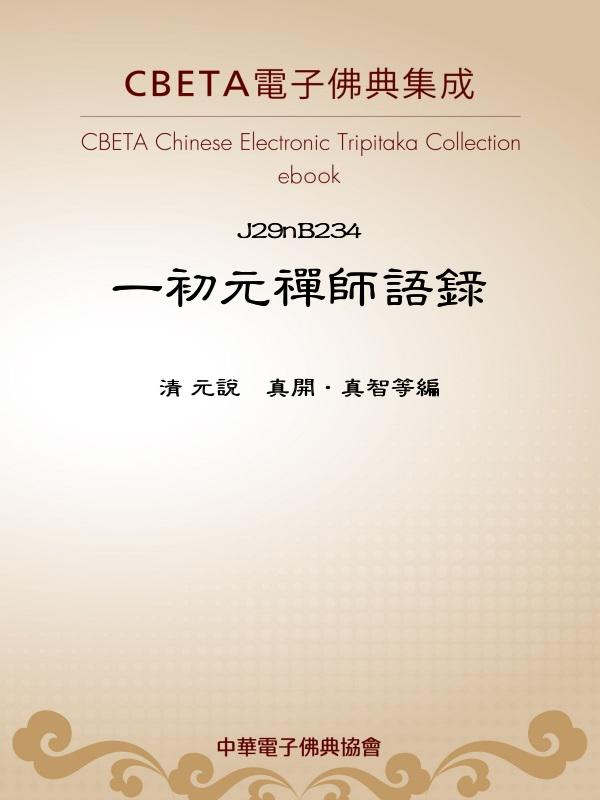 CBETA電子佛典集成
CBETA Chinese Electronic Tripitaka Collection
ebook
J29nB234
一初元禪師語錄
清 元說　真開．真智等編
中華電子佛典協會